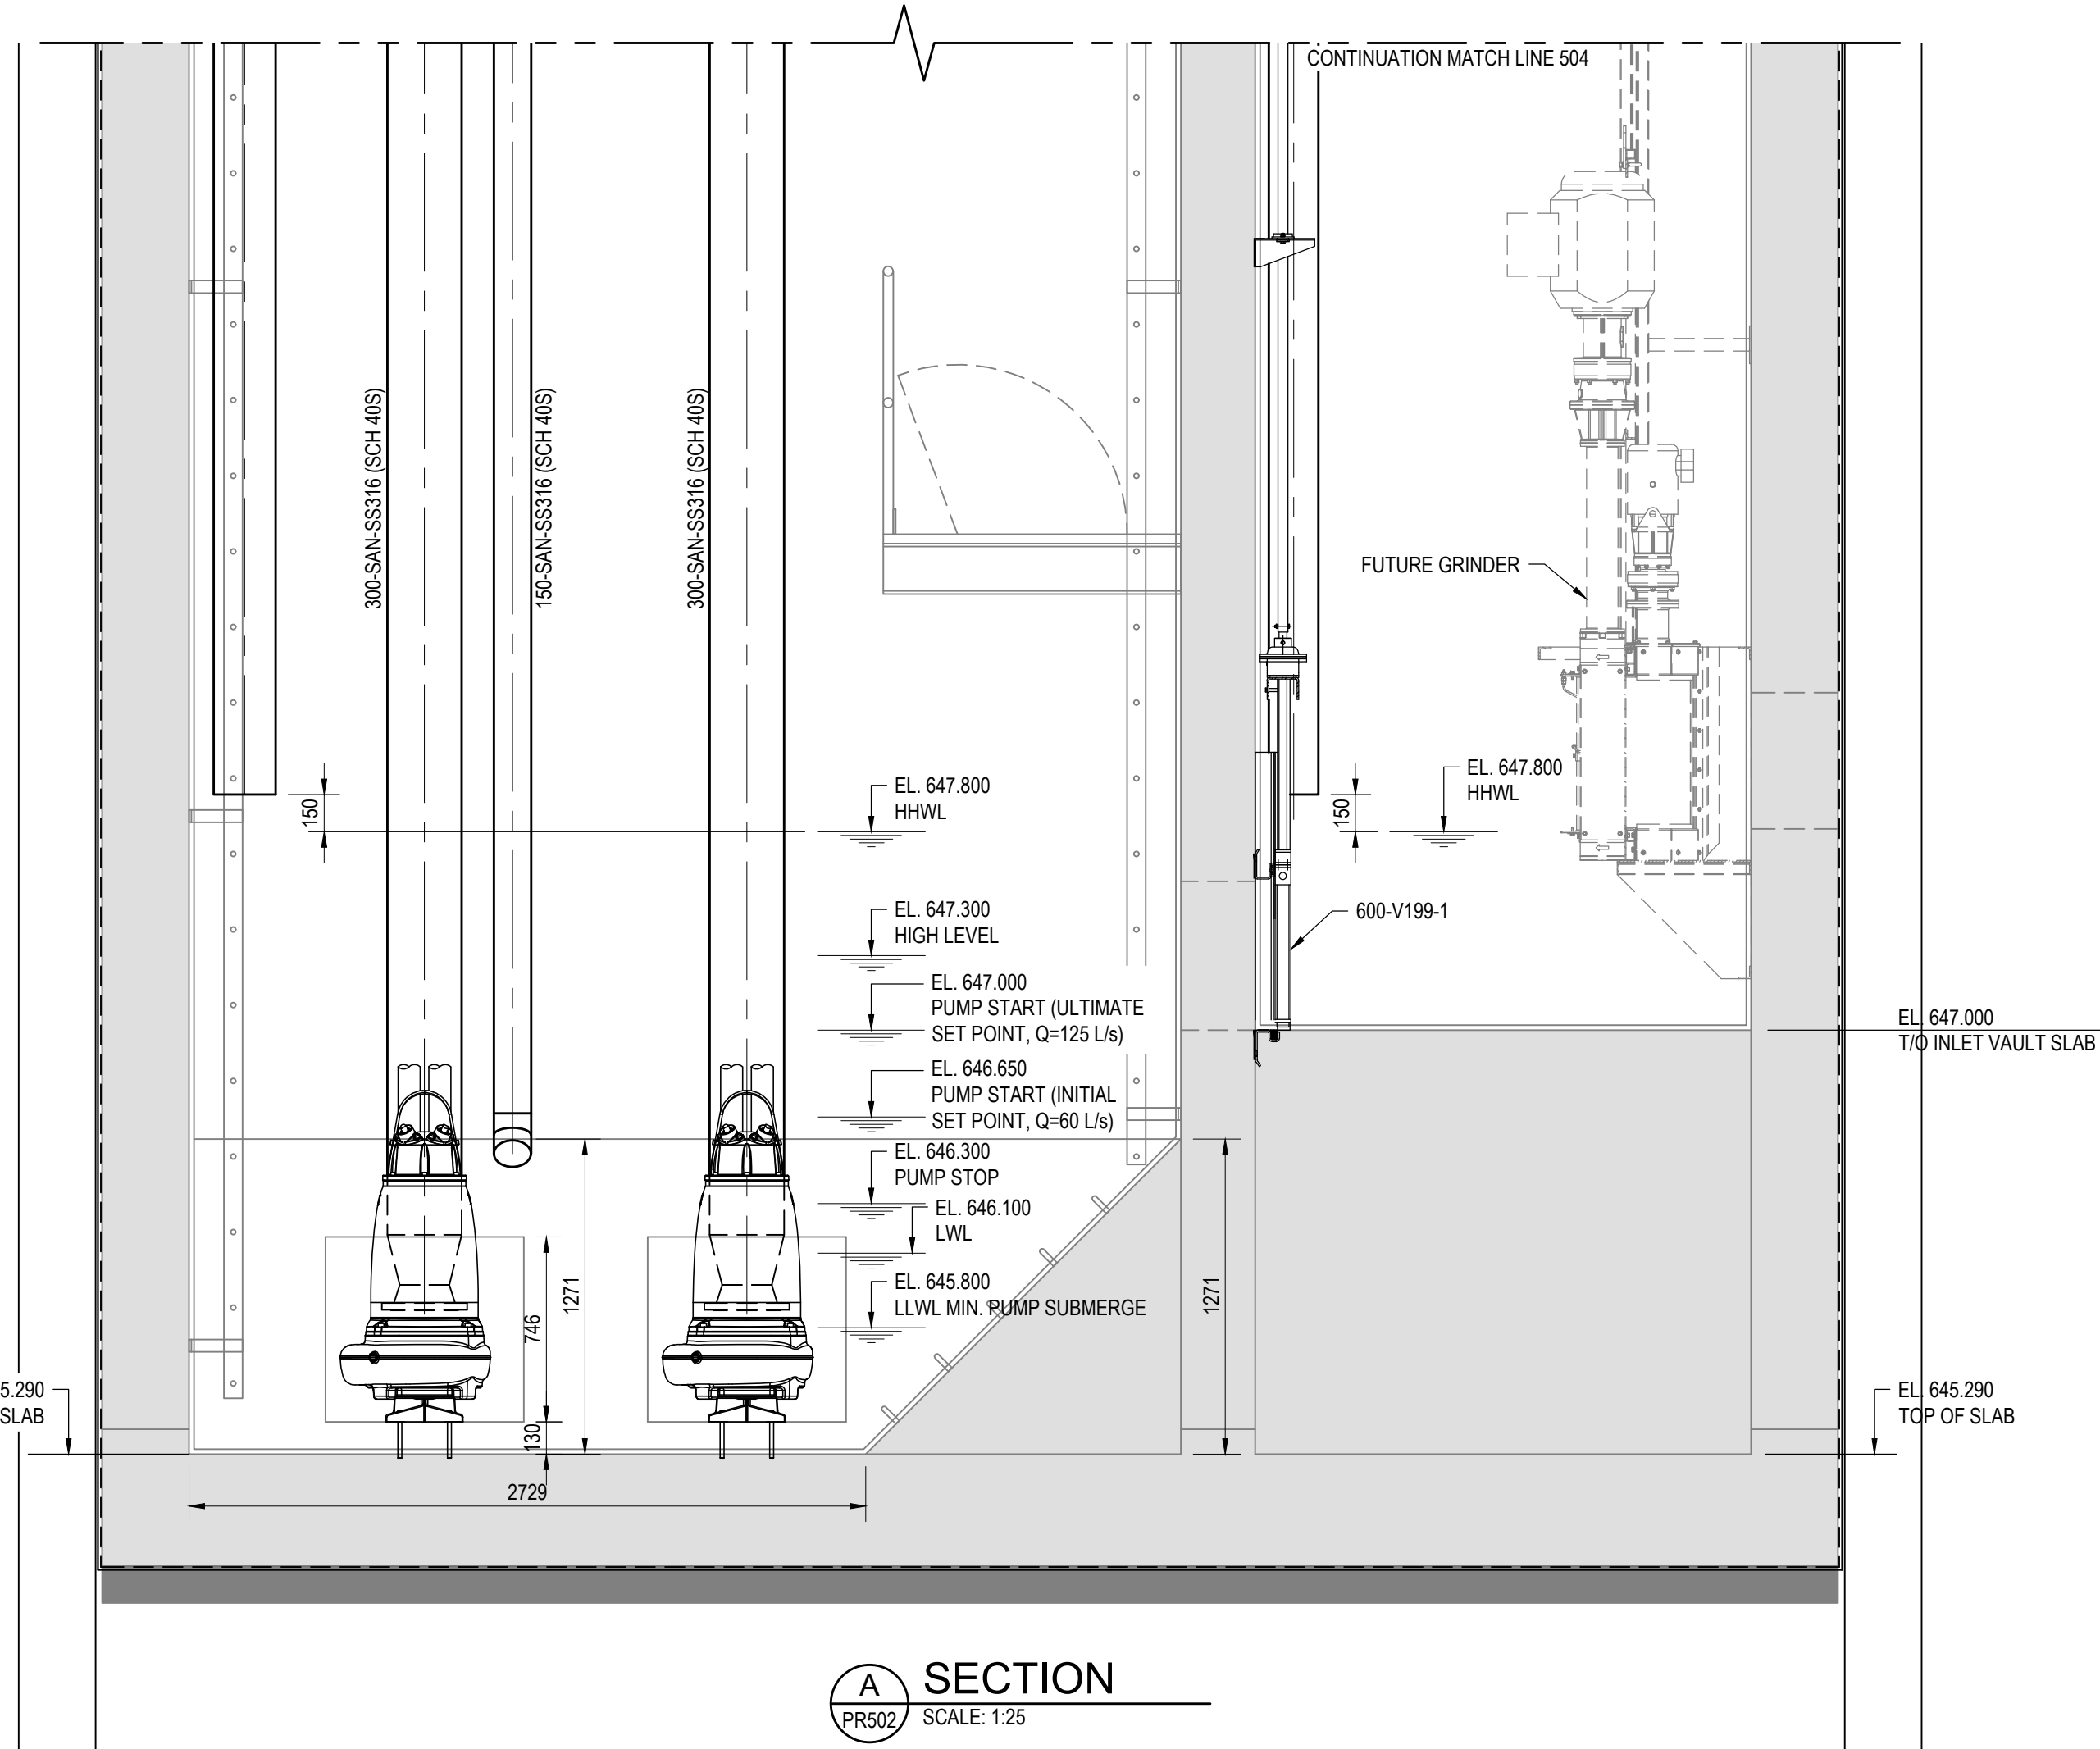 CONTINUATION MATCH LINE 504
300-SAN-SS316 (SCH 40S)
150-SAN-SS316 (SCH 40S)
300-SAN-SS316 (SCH 40S)
FUTURE GRINDER
EL. 647.800
HHWL
150
EL. 647.800
HHWL
150
EL. 647.300
HIGH LEVEL
600-V199-1
EL. 647.000
PUMP START (ULTIMATE
SET POINT, Q=125 L/s)
EL. 647.000
T/O INLET VAULT SLAB
EL. 646.650
PUMP START (INITIAL
SET POINT, Q=60 L/s)
EL. 646.300
PUMP STOP
EL. 646.100
LWL
EL. 645.800
LLWL MIN. PUMP SUBMERGE
746
1271
1271
130
5.290
SLAB
EL. 645.290
TOP OF SLAB
2729
A
PR502
SECTION
SCALE: 1:25